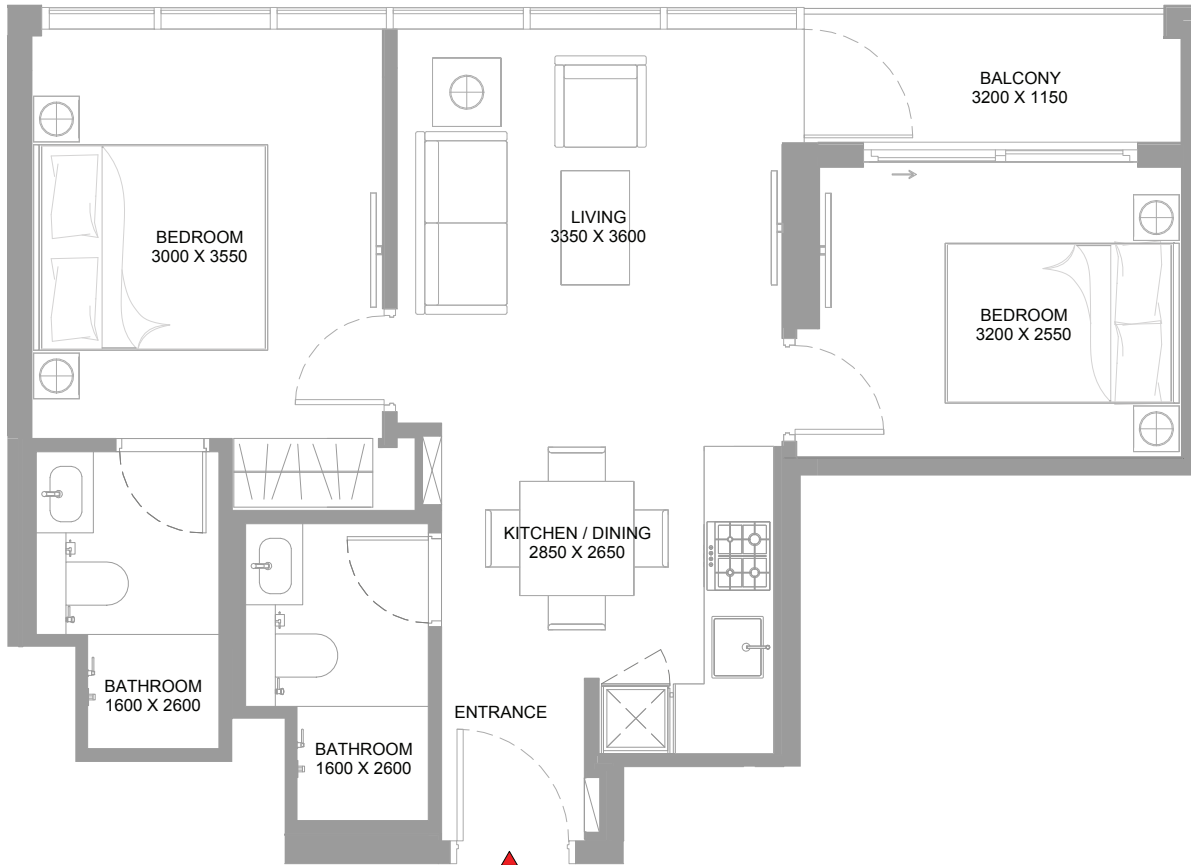 BALCONY
3200 X 1150
BEDROOM
3000 X 3550
LIVING
3350 X 3600
BEDROOM
3200 X 2550
KITCHEN / DINING
2850 X 2650
BATHROOM
1600 X 2600
ENTRANCE
BATHROOM
1600 X 2600